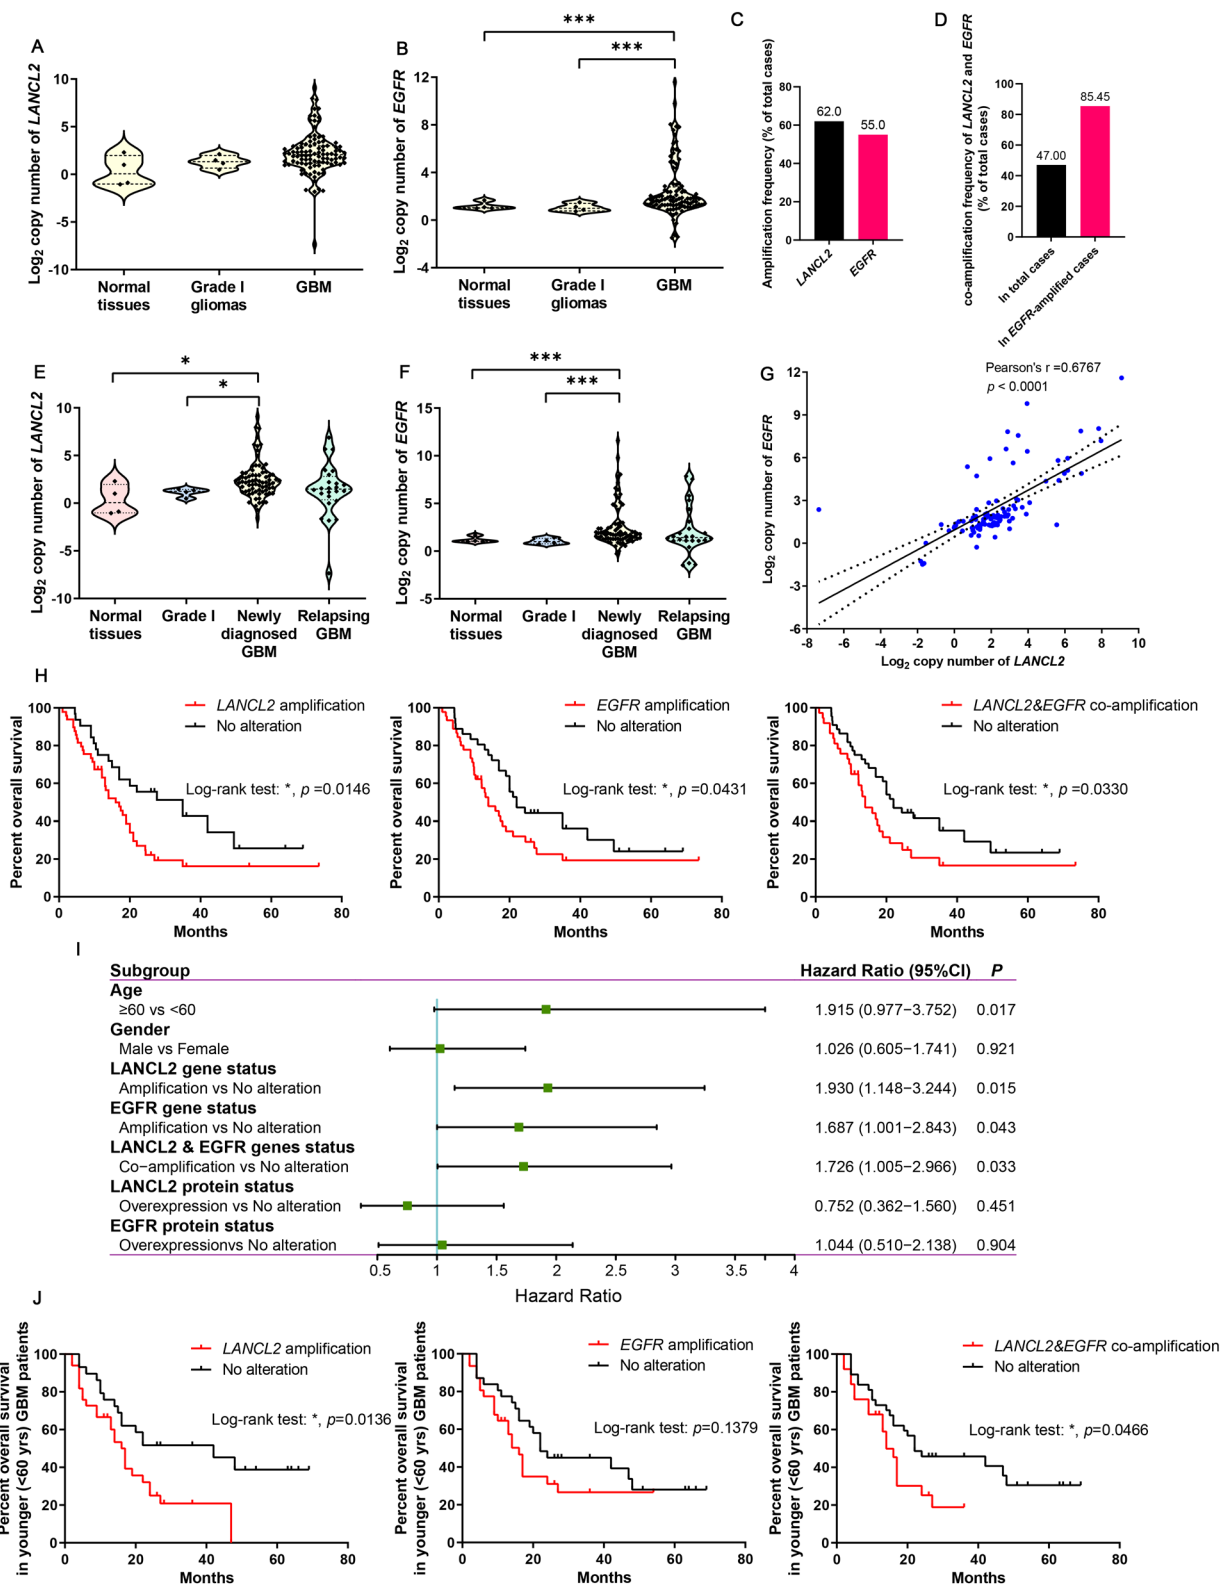 A
Log2 copy number of LANCL2
10
5
0
-5
-10
Normal tissues
Grade I gliomas
GBM
B
***
***
Log2 copy number of EGFR
12
8
4
0
-4
Normal tissues
Grade I gliomas
GBM
C
Amplification frequency (% of total cases)
80
60
40
20
0
62.0
55.0
LANCL2
EGFR
D
co-amplification frequency of LANCL2 and EGFR
(% of total cases)
100
80
60
40
20
0
47.00
85.45
In total cases
In EGFR-amplified cases
E
*
*
Log2 copy number of LANCL2
10
5
0
-5
-10
Normal tissues
Grade I
Newly diagnosed GBM
Relapsing GBM
F
***
***
Log2 copy number of EGFR
15
10
5
0
-5
Normal tissues
Grade I
Newly diagnosed GBM
Relapsing GBM
G
Pearson's r =0.6767
p < 0.0001
Log2 copy number of EGFR
12
9
6
3
0
-3
-6
-8 -6 -4 -2 0 2 4 6 8 10
Log2 copy number of LANCL2
H
Percent overall survival
100
80
60
40
20
0
LANCL2 amplification
No alteration
Log-rank test: *, p =0.0146
0 20 40 60 80
Months
Percent overall survival
100
80
60
40
20
0
EGFR amplification
No alteration
Log-rank test: *, p =0.0431
0 20 40 60 80
Months
Percent overall survival
100
80
60
40
20
0
LANCL2&EGFR co-amplification
No alteration
Log-rank test: *, p =0.0330
0 20 40 60 80
Months
I
Subgroup Hazard Ratio (95%CI) P
Age
≥60 vs <60 1.915 (0.977−3.752) 0.017
Gender
Male vs Female 1.026 (0.605−1.741) 0.921
LANCL2 gene status
Amplification vs No alteration 1.930 (1.148−3.244) 0.015
EGFR gene status
Amplification vs No alteration 1.687 (1.001−2.843) 0.043
LANCL2 & EGFR genes status
Co−amplification vs No alteration 1.726 (1.005−2.966) 0.033
LANCL2 protein status
Overexpression vs No alteration 0.752 (0.362−1.560) 0.451
EGFR protein status
Overexpressionvs No alteration 1.044 (0.510−2.138) 0.904
0.5 1 1.5 2 2.5 3 3.5 4
Hazard Ratio
J
Percent overall survival
in younger (<60 yrs) GBM patients
100
80
60
40
20
0
LANCL2 amplification
No alteration
Log-rank test: *, p=0.0136
0 20 40 60 80
Months
Percent overall survival
in younger (<60 yrs) GBM patients
100
80
60
40
20
0
EGFR amplification
No alteration
Log-rank test: p=0.1379
0 20 40 60 80
Months
Percent overall survival
in younger (<60 yrs) GBM patients
100
80
60
40
20
0
LANCL2&EGFR co-amplification
No alteration
Log-rank test: *, p=0.0466
0 20 40 60 80
Months